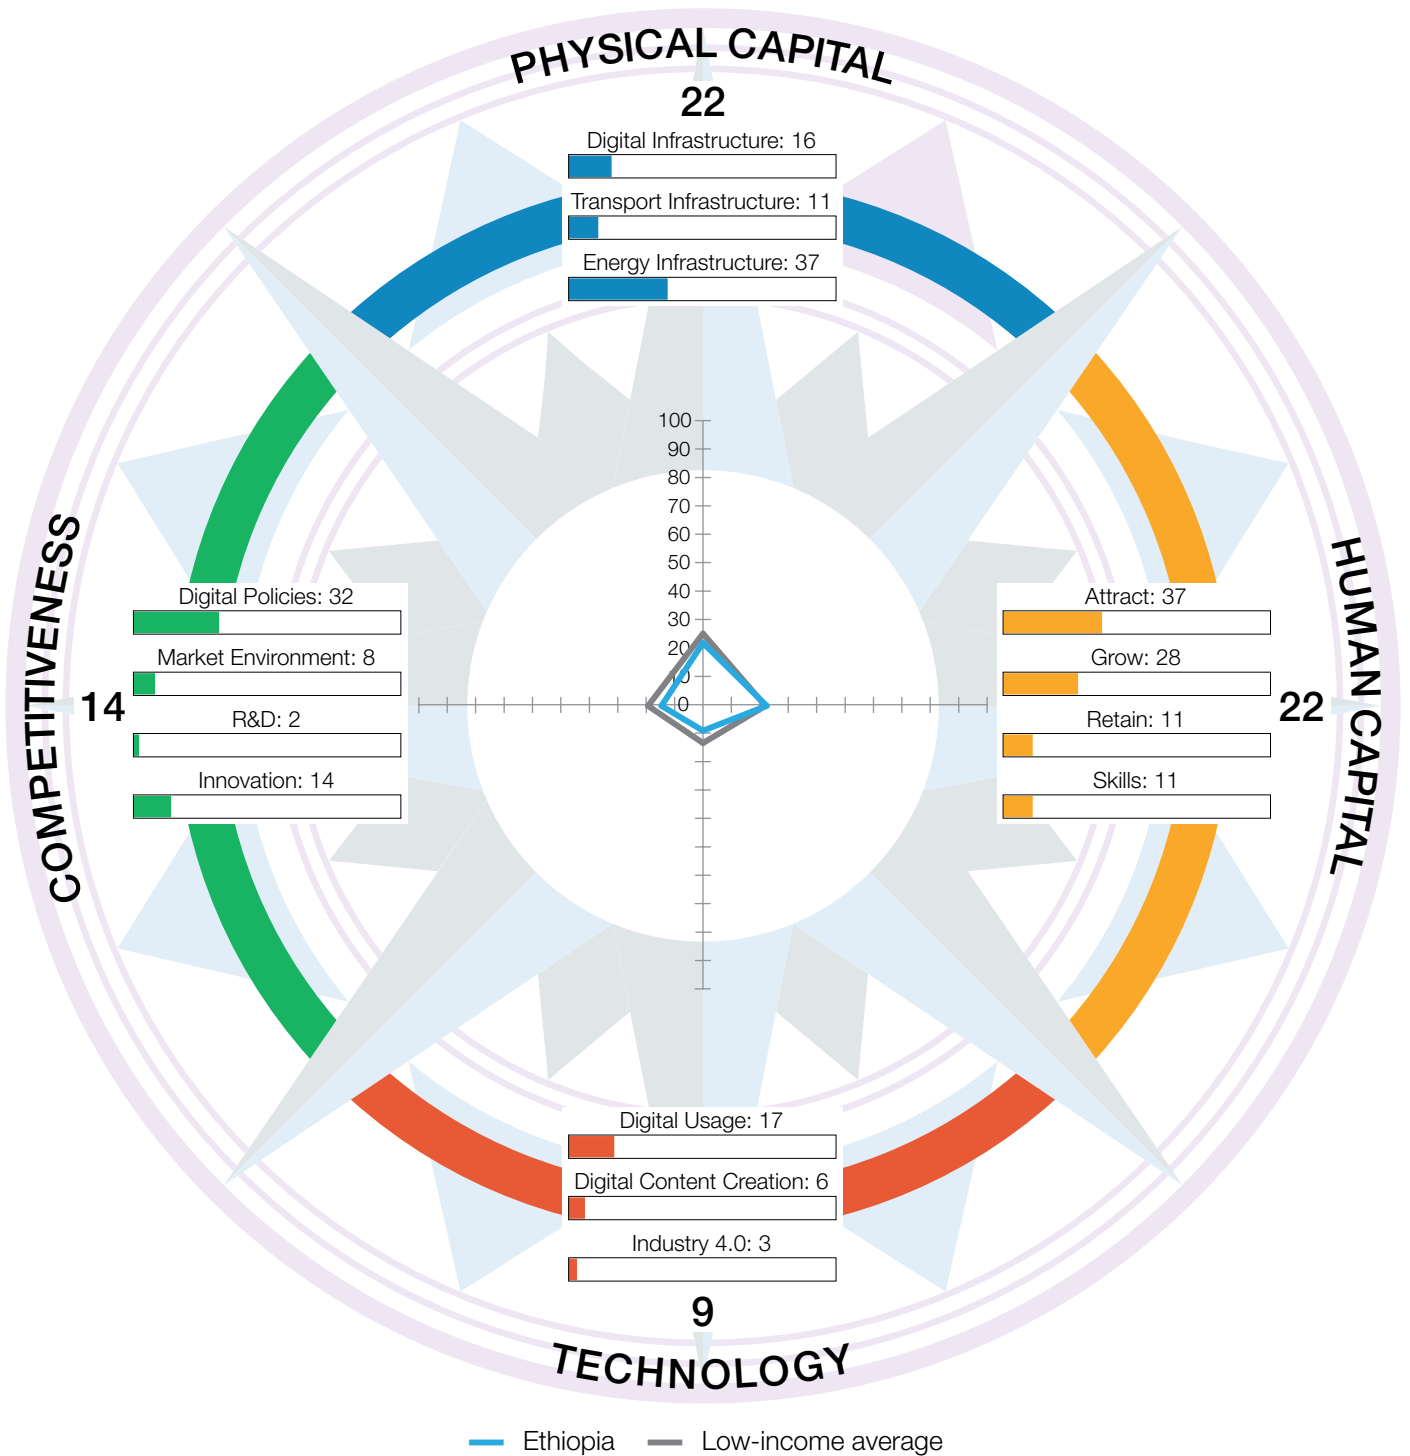 PHYSICAL CAPITAL
22
Digital Infrastructure: 16
Transport Infrastructure: 11
Energy Infrastructure: 37
100
90
80
70
60
50
40
30
20
10
0
COMPETITIVENESS
14
Digital Policies: 32
Market Environment: 8
R&D: 2
Innovation: 14
HUMAN CAPITAL
22
Attract: 37
Grow: 28
Retain: 11
Skills: 11
Digital Usage: 17
Digital Content Creation: 6
Industry 4.0: 3
9
TECHNOLOGY
Ethiopia
Low-income average